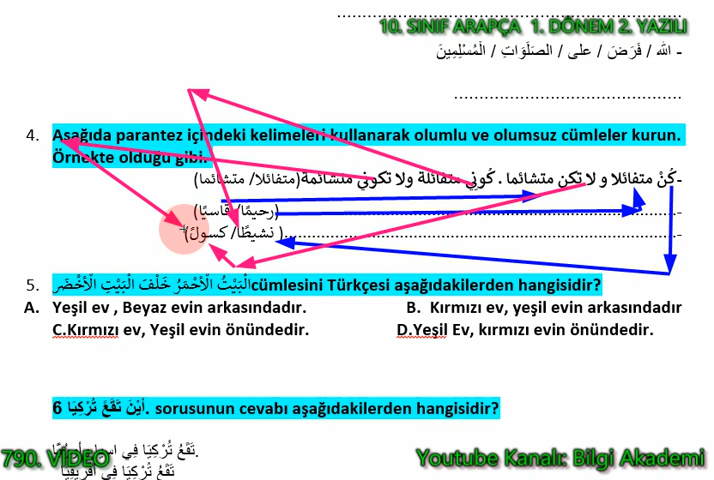 10. SINIF ARAPÇA 1. DÖNEM 2. YAZILI
- الله / فَرَضَ / على / الصلَوَاتِ / الْمُسْلِمِينَ
4. Aşağıda parantez içindeki kelimeleri kullanarak olumlu ve olumsuz cümleler kurun.
Örnekte olduğu gibi.
-كُنْ متفائلا و لا تكن متشائما . كُونِي متفائلة ولا تكوني متشائمة (متفائلا/ متشائما)
-(رحيمًا/ قاسيًا)
-( نشيطًا/ كسولًا)
5. الْبَيْتُ الْأَحْمَرُ خَلْفَ الْبَيْتِ الْأَخْضَرِ cümlesini Türkçesi aşağıdakilerden hangisidir?
A. Yeşil ev , Beyaz evin arkasındadır. B. Kırmızı ev, yeşil evin arkasındadır
C.Kırmızı ev, Yeşil evin önündedir. D.Yeşil Ev, kırmızı evin önündedir.
6 أَيْنَ تَقَعُ تُرْكِيَا. sorusunun cevabı aşağıdakilerden hangisidir?
تَقَعُ تُرْكِيَا فِي
790. VİDEO
Youtube Kanalı: Bilgi Akademi
تَقَعُ تُرْكِيَا فِي أَفْرِيقِيَا